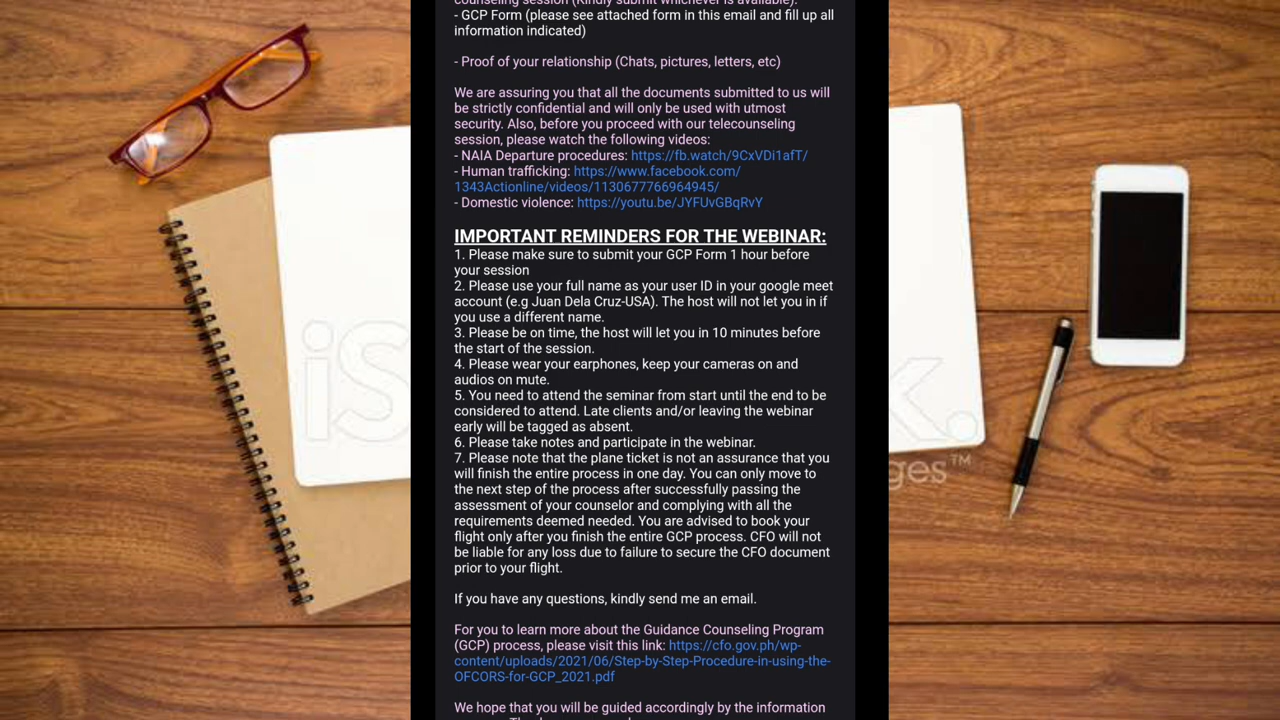 counseling session (Kindly submit whichever is available):
- GCP Form (please see attached form in this email and fill up all
information indicated)
- Proof of your relationship (Chats, pictures, letters, etc)
We are assuring you that all the documents submitted to us will
be strictly confidential and will only be used with utmost
security. Also, before you proceed with our telecounseling
session, please watch the following videos:
- NAIA Departure procedures: https://fb.watch/9CxVDi1afT/
- Human trafficking: https://www.facebook.com/
1343Actionline/videos/1130677766964945/
- Domestic violence: https://youtu.be/JYFUvGBqRvY
IMPORTANT REMINDERS FOR THE WEBINAR:
1. Please make sure to submit your GCP Form 1 hour before
your session
2. Please use your full name as your user ID in your google meet
account (e.g Juan Dela Cruz-USA). The host will not let you in if
you use a different name.
3. Please be on time, the host will let you in 10 minutes before
the start of the session.
4. Please wear your earphones, keep your cameras on and
audios on mute.
5. You need to attend the seminar from start until the end to be
considered to attend. Late clients and/or leaving the webinar
early will be tagged as absent.
6. Please take notes and participate in the webinar.
7. Please note that the plane ticket is not an assurance that you
will finish the entire process in one day. You can only move to
the next step of the process after successfully passing the
assessment of your counselor and complying with all the
requirements deemed needed. You are advised to book your
flight only after you finish the entire GCP process. CFO will not
be liable for any loss due to failure to secure the CFO document
prior to your flight.
If you have any questions, kindly send me an email.
For you to learn more about the Guidance Counseling Program
(GCP) process, please visit this link: https://cfo.gov.ph/wp-
content/uploads/2021/06/Step-by-Step-Procedure-in-using-the-
OFCORS-for-GCP_2021.pdf
We hope that you will be guided accordingly by the information
iS
k.
ges™